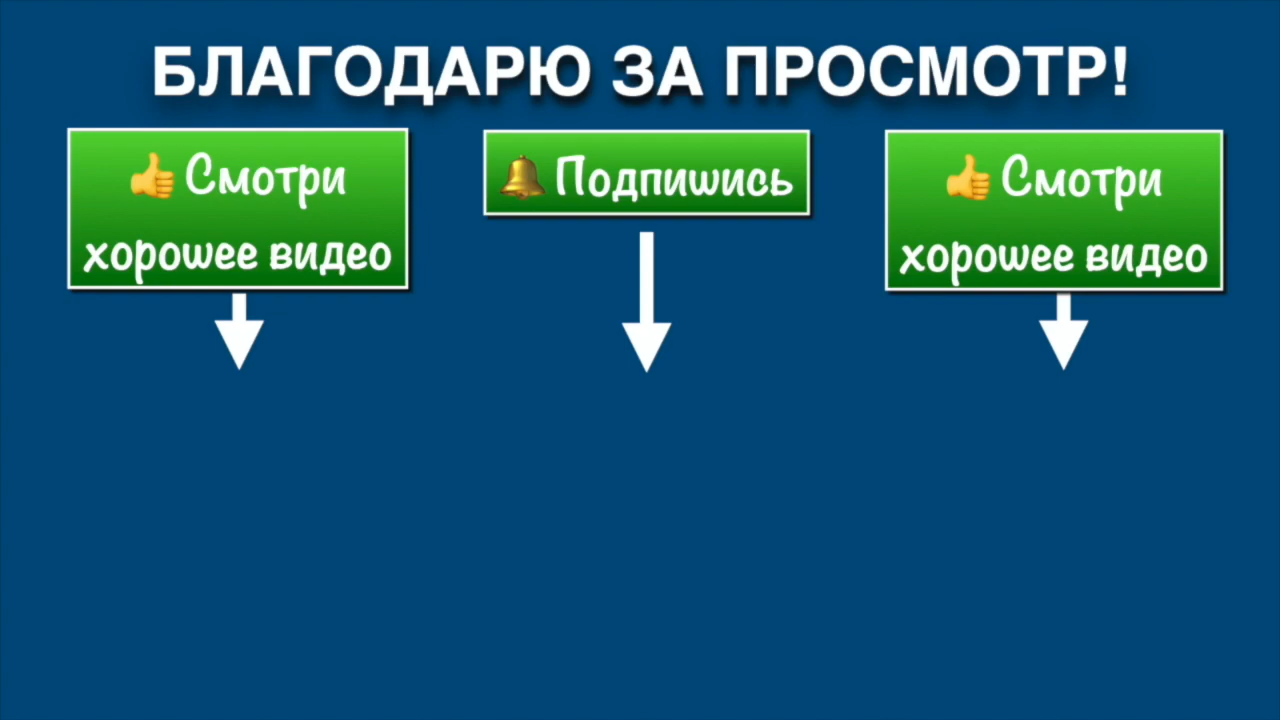 БЛАГОДАРЮ ЗА ПРОСМОТР!
👍 Смотри
хорошее видео
🔔 Подпишись
👍 Смотри
хорошее видео